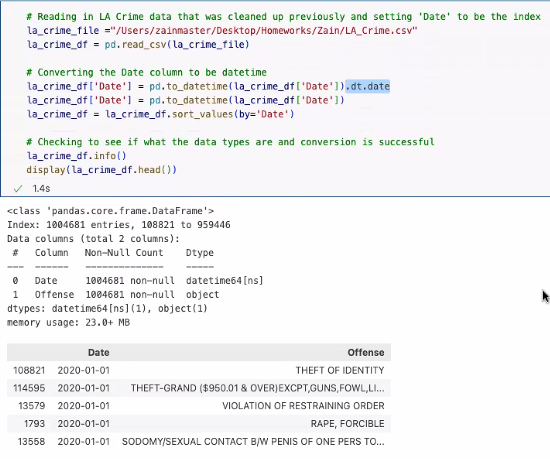 # Reading in LA Crime data that was cleaned up previously and setting 'Date' to be the index
la_crime_file ="/Users/zainmaster/Desktop/Homeworks/Zain/LA_Crime.csv"
la_crime_df = pd.read_csv(la_crime_file)
# Converting the Date column to be datetime
la_crime_df['Date'] = pd.to_datetime(la_crime_df['Date']).dt.date
la_crime_df['Date'] = pd.to_datetime(la_crime_df['Date'])
la_crime_df = la_crime_df.sort_values(by='Date')
# Checking to see if what the data types are and conversion is successful
la_crime_df.info()
display(la_crime_df.head())
✓ 1.4s
<class 'pandas.core.frame.DataFrame'>
Index: 1004681 entries, 108821 to 959446
Data columns (total 2 columns):
# Column Non-Null Count Dtype
--- ------ -------------- -----
0 Date 1004681 non-null datetime64[ns]
1 Offense 1004681 non-null object
dtypes: datetime64[ns](1), object(1)
memory usage: 23.0+ MB
Date Offense
108821 2020-01-01 THEFT OF IDENTITY
114595 2020-01-01 THEFT-GRAND ($950.01 & OVER)EXCPT,GUNS,FOWL,LI...
13579 2020-01-01 VIOLATION OF RESTRAINING ORDER
1793 2020-01-01 RAPE, FORCIBLE
13558 2020-01-01 SODOMY/SEXUAL CONTACT B/W PENIS OF ONE PERS TO...